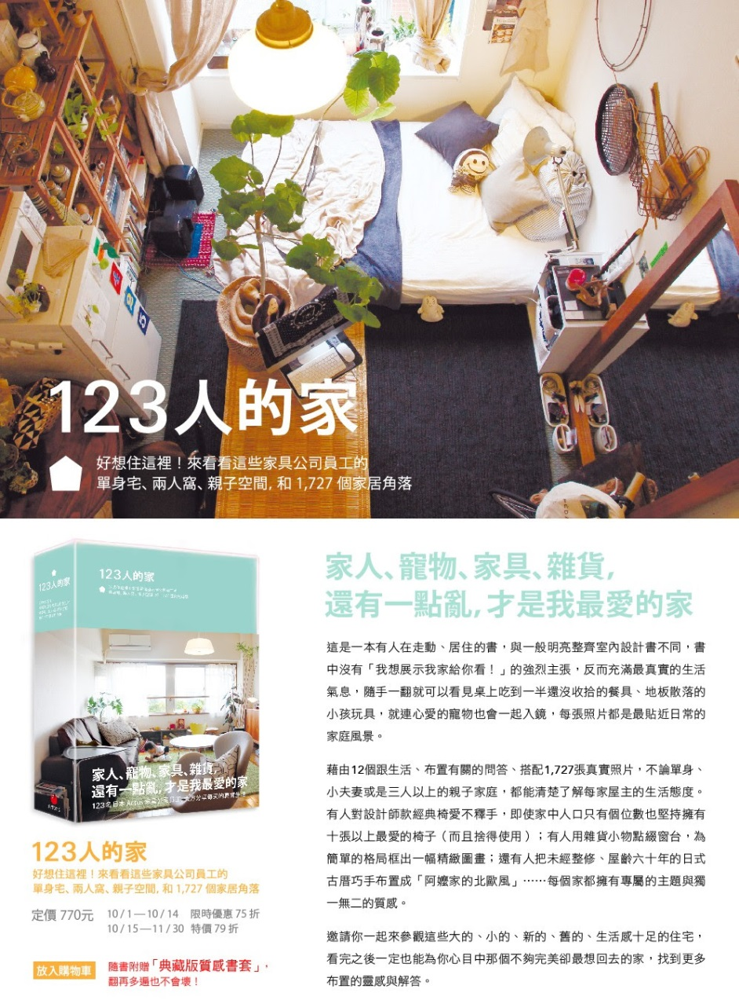 123人的家
好想住這裡！來看看這些家具公司員工的
單身宅、兩人窩、親子空間, 和 1,727 個家居角落
123人的家
123人的家
家人、寵物、家具、雜貨,
還有一點亂, 才是我最愛的家
123人的家
好想住這裡！來看看這些家具公司員工的
單身宅、兩人窩、親子空間, 和 1,727 個家居角落
定價 770元
10 / 1 — 10 / 14 限時優惠 75 折
10 / 15 — 11 / 30 特價 79 折
放入購物車
隨書附贈「典藏版質感書套」,
翻再多遍也不會壞！
家人、寵物、家具、雜貨,
還有一點亂, 才是我最愛的家
這是一本有人在走動、居住的書，與一般明亮整齊室內設計書不同，書
中沒有「我想展示我家給你看！」的強烈主張，反而充滿最真實的生活
氣息，隨手一翻就可以看見桌上吃到一半還沒收拾的餐具、地板散落的
小孩玩具，就連心愛的寵物也會一起入鏡，每張照片都是最貼近日常的
家庭風景。
藉由12個跟生活、布置有關的問答、搭配1,727張真實照片，不論單身、
小夫妻或是三人以上的親子家庭，都能清楚了解每家屋主的生活態度。
有人對設計師款經典椅愛不釋手，即使家中人口只有個位數也堅持擁有
十張以上最愛的椅子（而且捨得使用）；有人用雜貨小物點綴窗台，為
簡單的格局框出一幅精緻圖畫；還有人把未經整修、屋齡六十年的日式
古厝巧手布置成「阿嬤家的北歐風」⋯⋯每個家都擁有專屬的主題與獨
一無二的質感。
邀請你一起來參觀這些大的、小的、新的、舊的、生活感十足的住宅，
看完之後一定也能為你心目中那個不夠完美卻最想回去的家，找到更多
布置的靈感與解答。